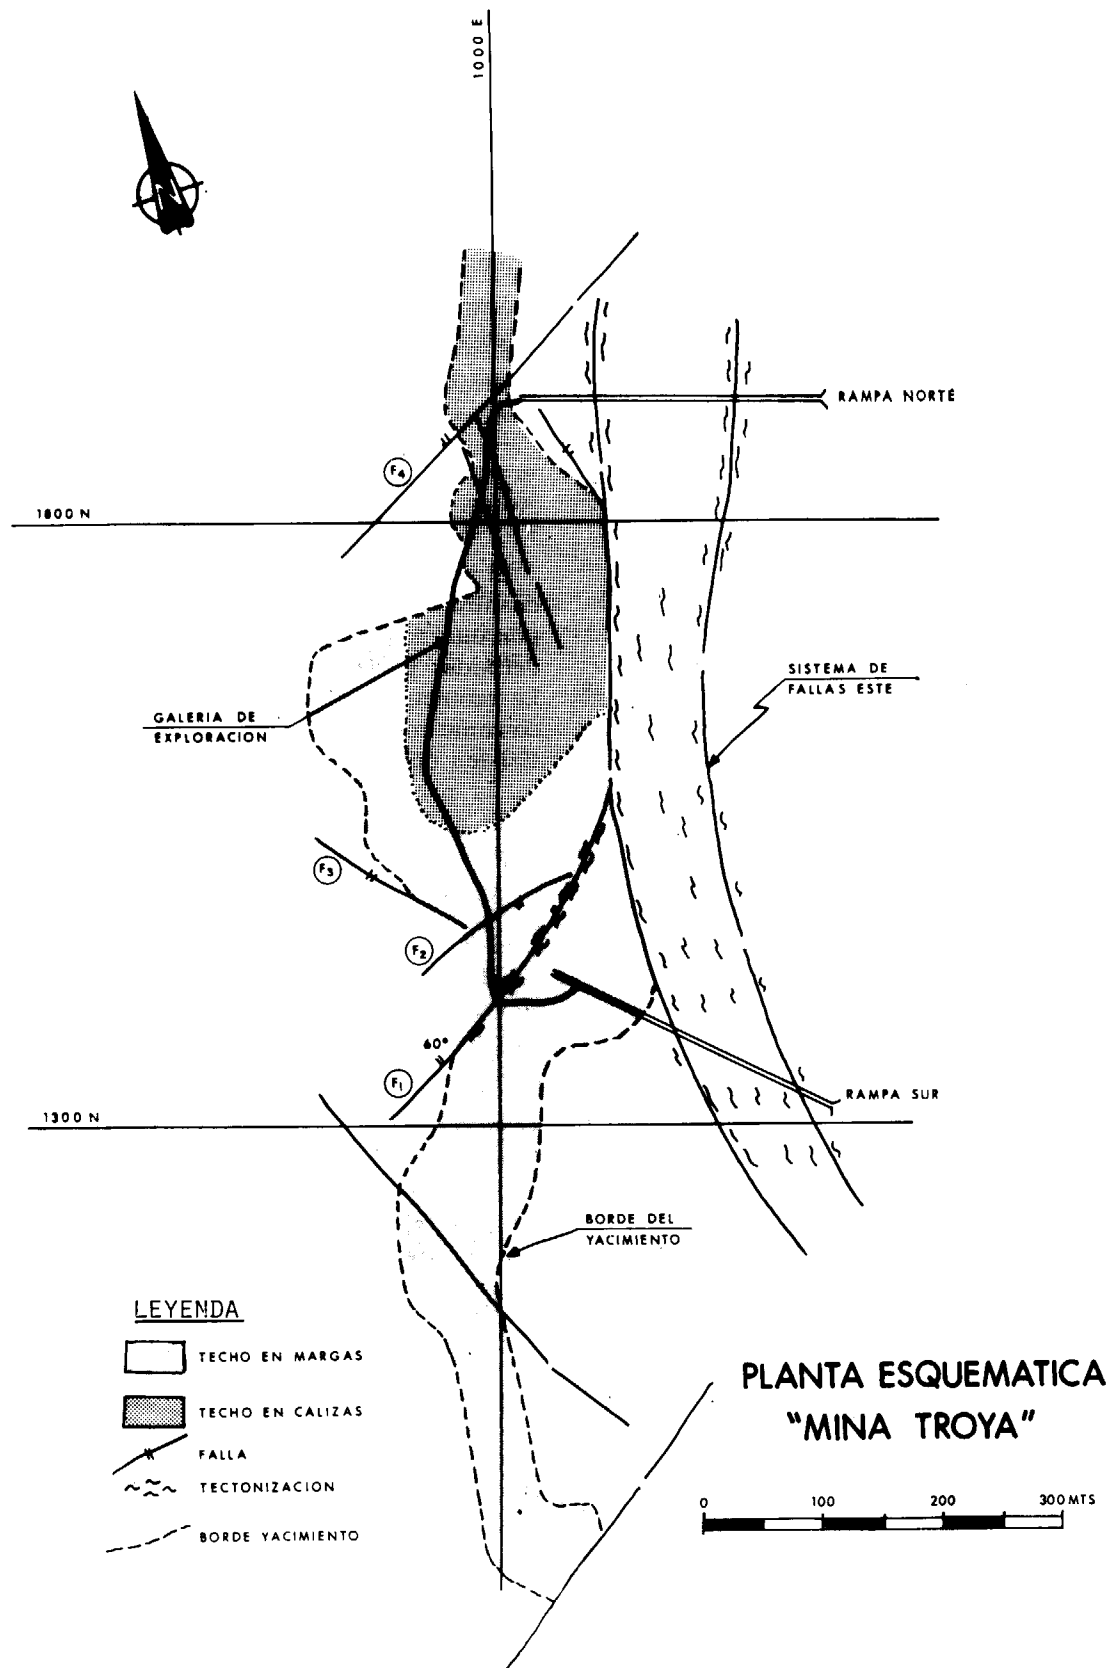 1000 E
N
RAMPA NORTE
F4
1800 N
SISTEMA DE
FALLAS ESTE
GALERIA DE
EXPLORACION
F3
F2
60°
F1
RAMPA SUR
1300 N
BORDE DEL
YACIMIENTO
LEYENDA
TECHO EN MARGAS
TECHO EN CALIZAS
FALLA
TECTONIZACION
BORDE YACIMIENTO
PLANTA ESQUEMATICA
"MINA TROYA"
0 100 200 300 MTS